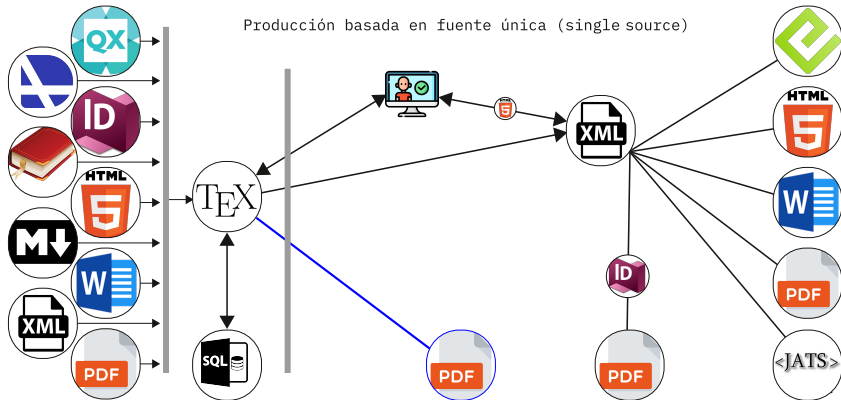 Producción basada en fuente única (single source)
QX
ID
HTML
5
M
W
XML
PDF
TEX
SQL
HTML
5
XML
ID
PDF
PDF
e
HTML
5
W
PDF
<JATS>